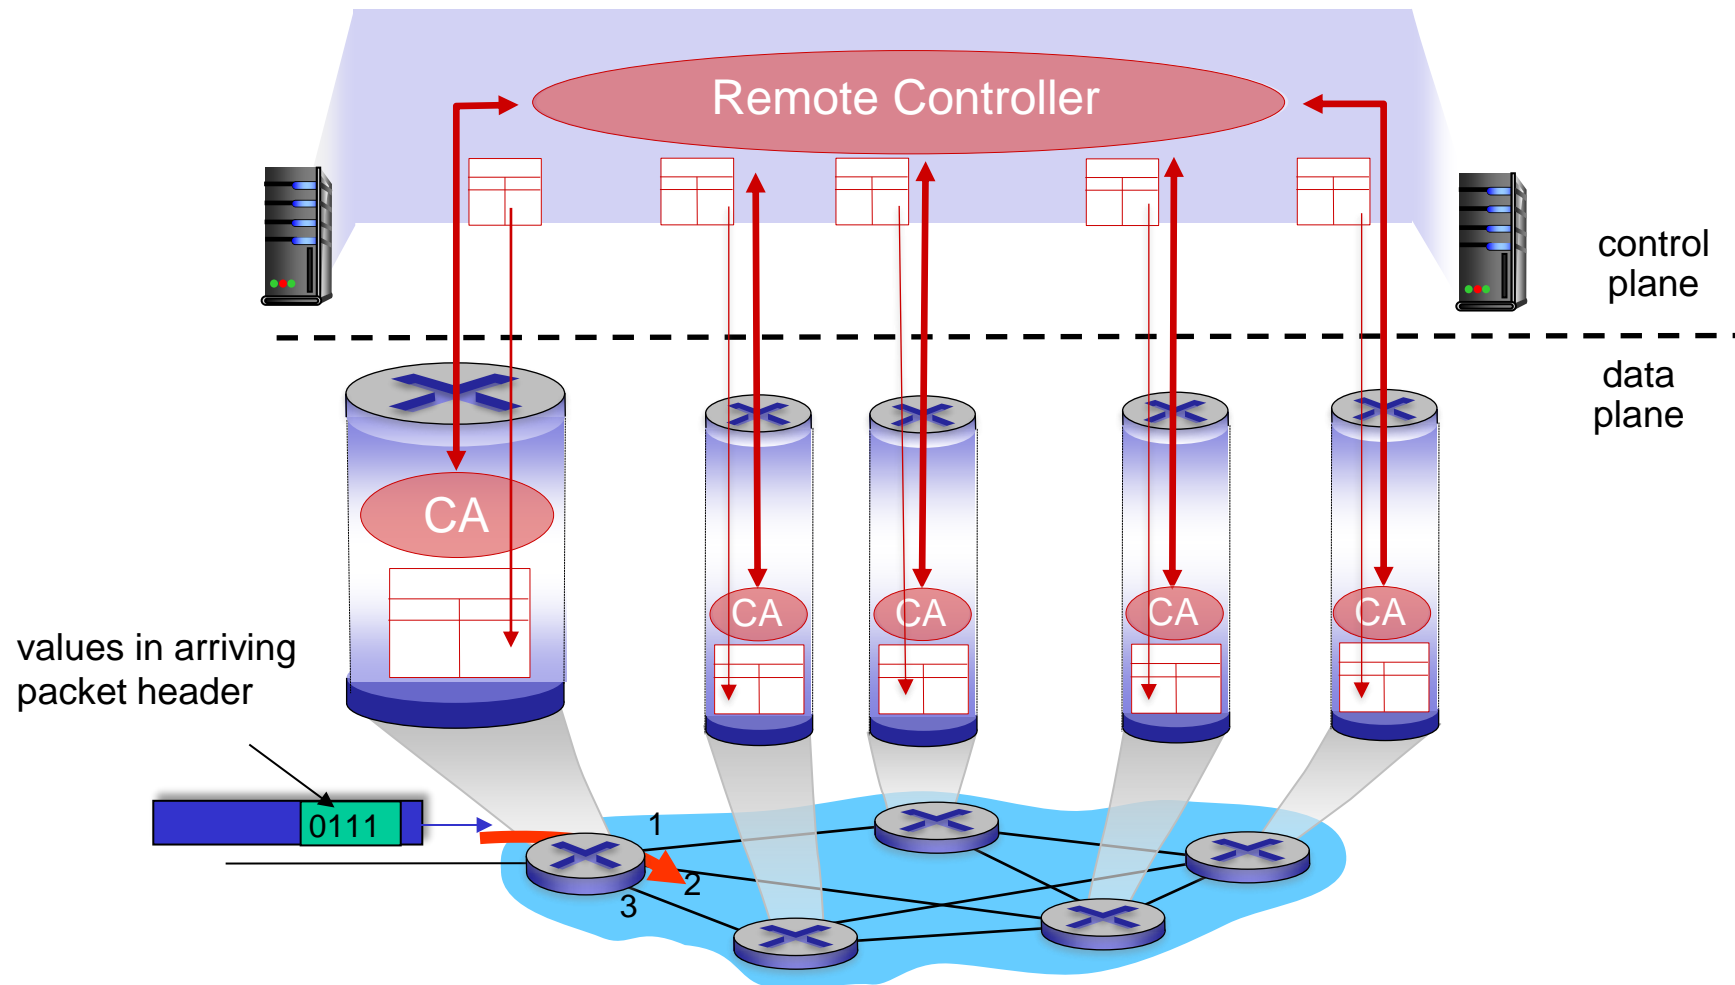 Remote Controller
control
plane
data
plane
CA
CA
CA
CA
CA
values in arriving
packet header
0111
1
2
3